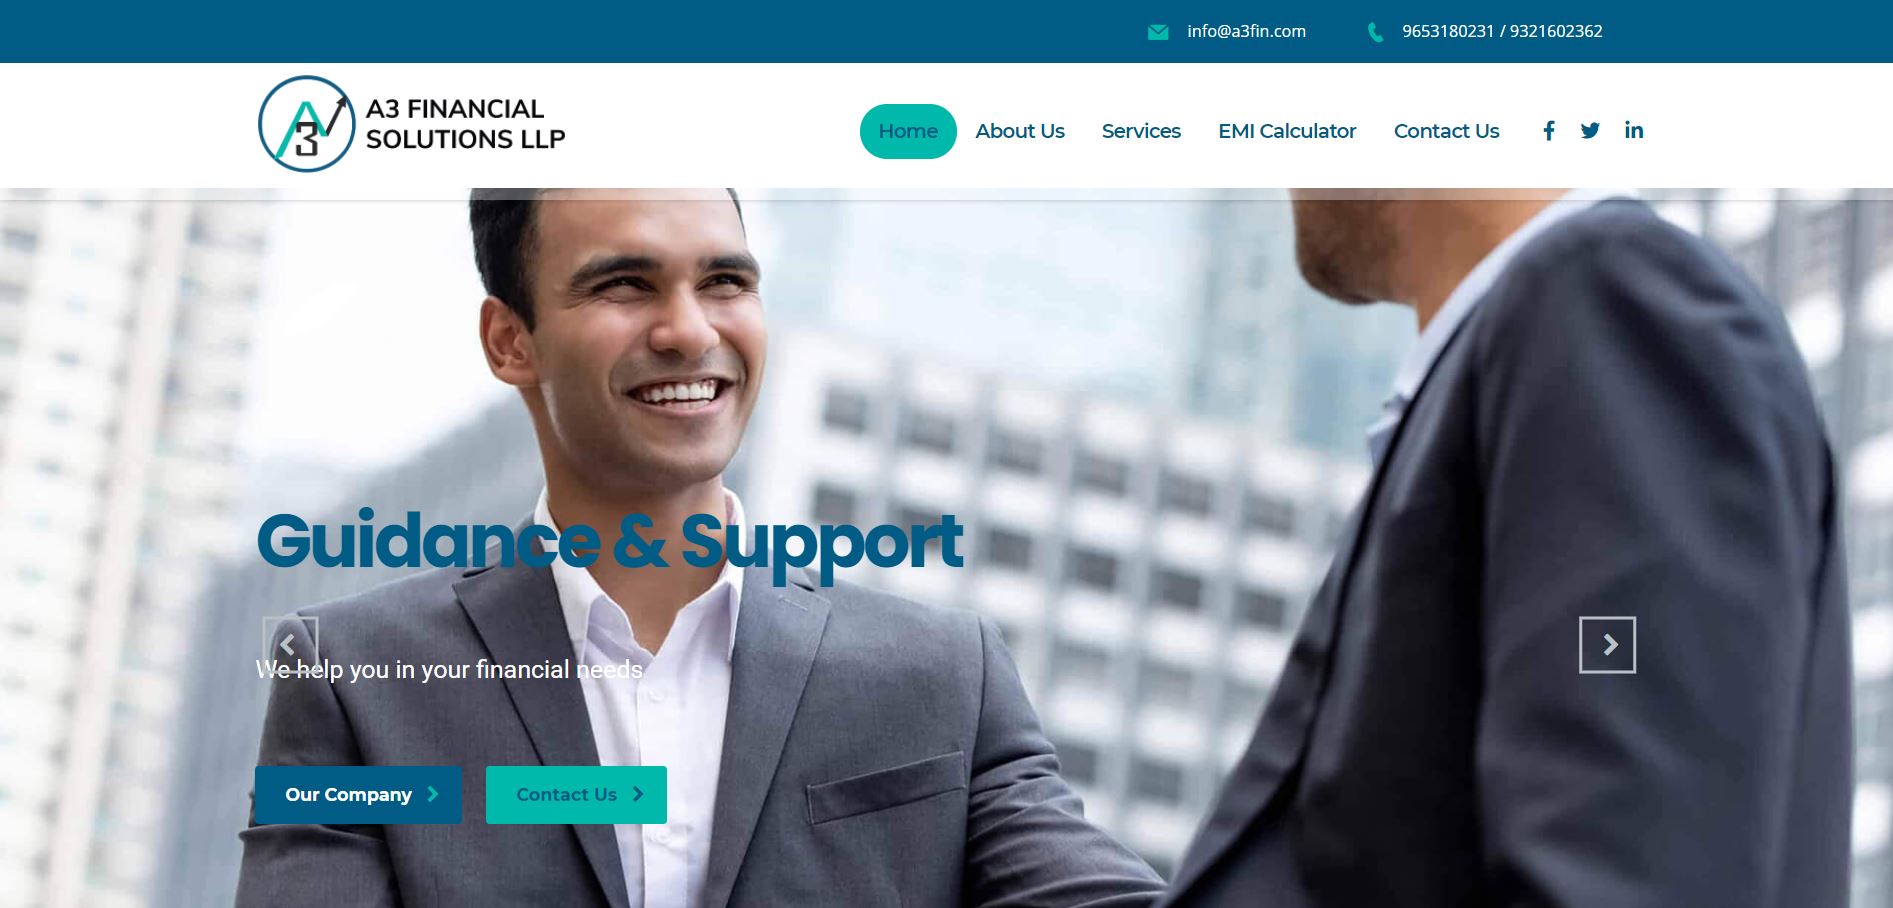 info@a3fin.com
9653180231 / 9321602362
A3
A3 FINANCIAL
SOLUTIONS LLP
Home
About Us
Services
EMI Calculator
Contact Us
Guidance & Support
We help you in your financial needs
Our Company
Contact Us